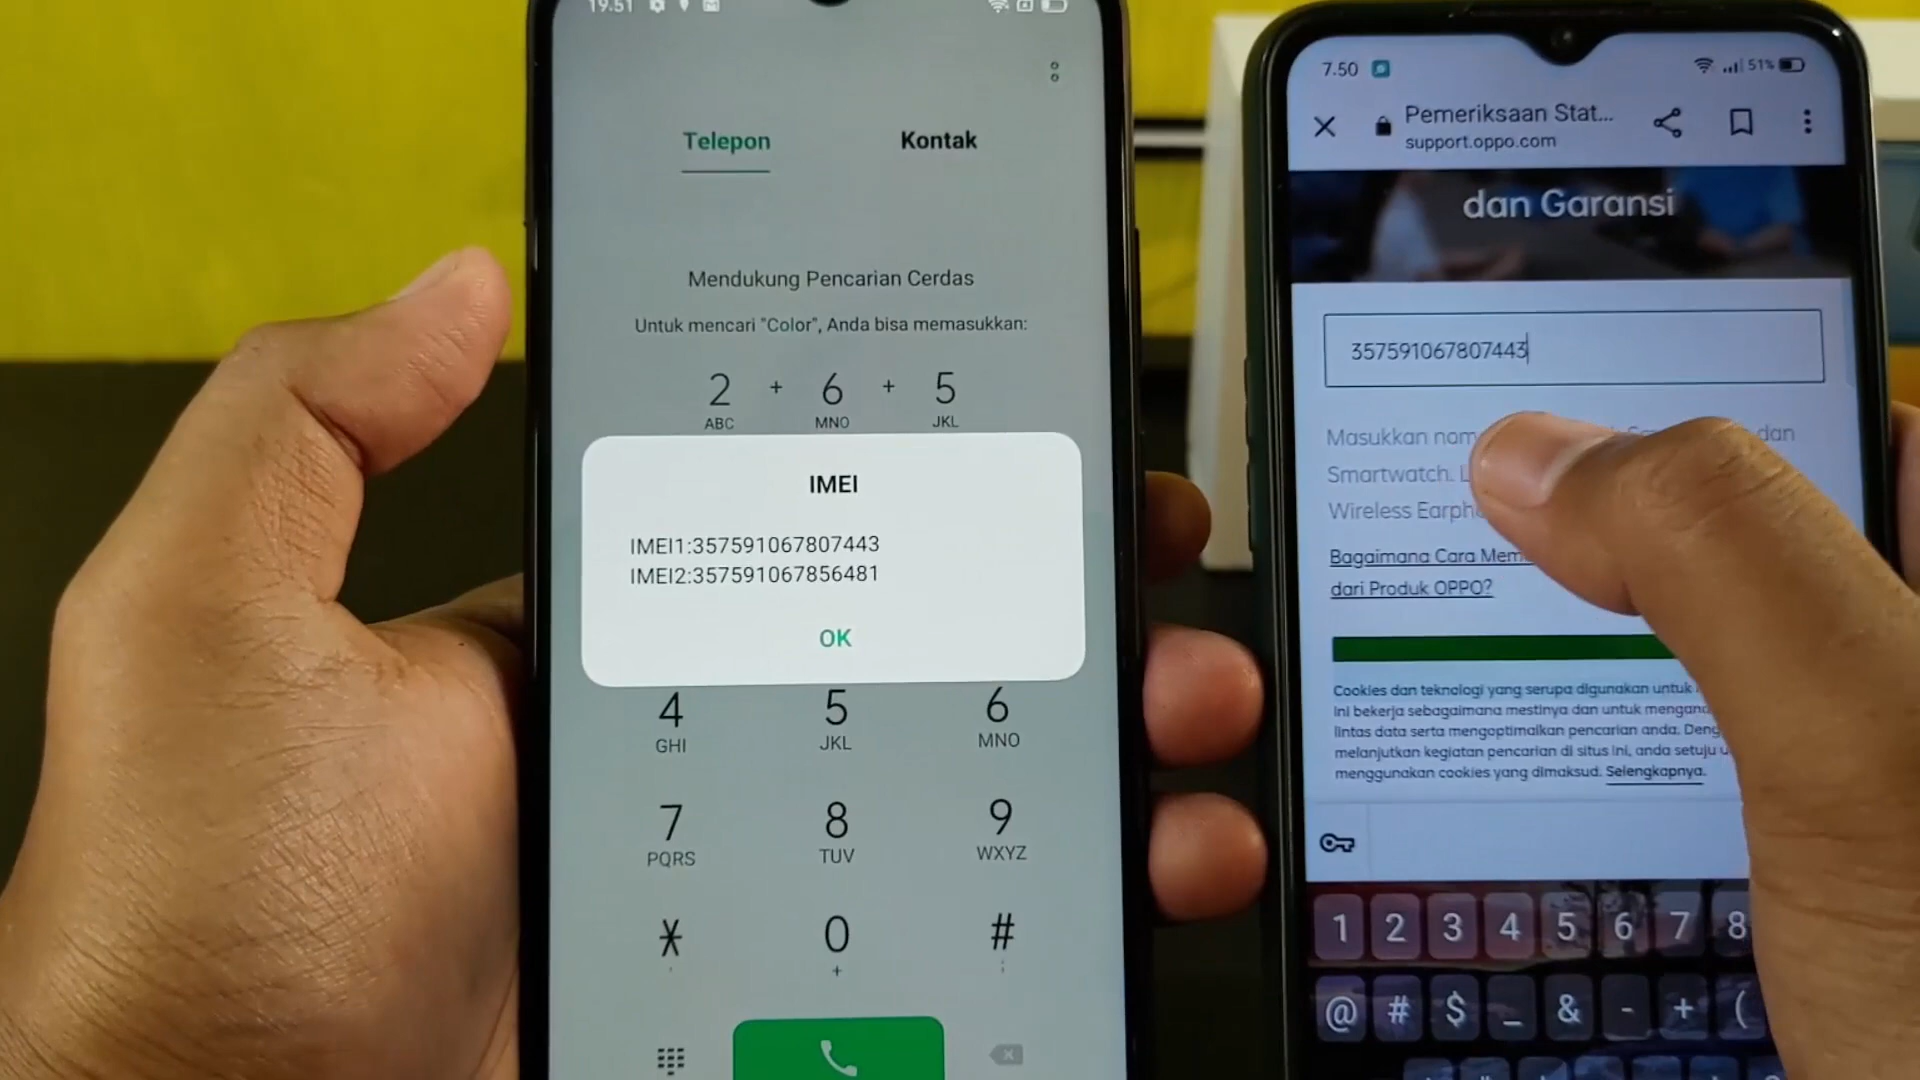 19.51
Telepon Kontak
Mendukung Pencarian Cerdas
Untuk mencari "Color", Anda bisa memasukkan:
2 + 6 + 5
ABC MNO JKL
IMEI
IMEI1:357591067807443
IMEI2:357591067856481
OK
4 5 6
GHI JKL MNO
7 8 9
PQRS TUV WXYZ
* 0 #
+ ;
7.50 51%
Pemeriksaan Stat...
support.oppo.com
dan Garansi
357591067807443
Masukkan dan
Smartwatch.
Wireless
Bagaimana Cara
dari Produk OPPO?
Cookies dan teknologi yang serupa digunakan untuk
ini bekerja sebagaimana mestinya dan untuk
lintas data serta mengoptimalkan pencarian anda.
melanjutkan kegiatan pencarian di situs ini, anda setuju
menggunakan cookies yang dimaksud. Selengkapnya.
1 2 3 4 5 6 7 8
@ # $ _ & - + (